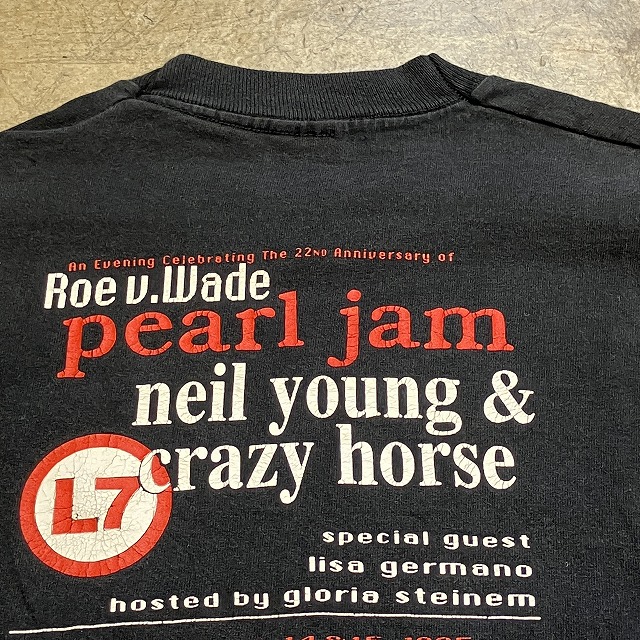 An Evening Celebrating The 22ND Anniversary of
Roe v. Wade
pearl jam
neil young &
crazy horse
L7
special guest
lisa germano
hosted by gloria steinem